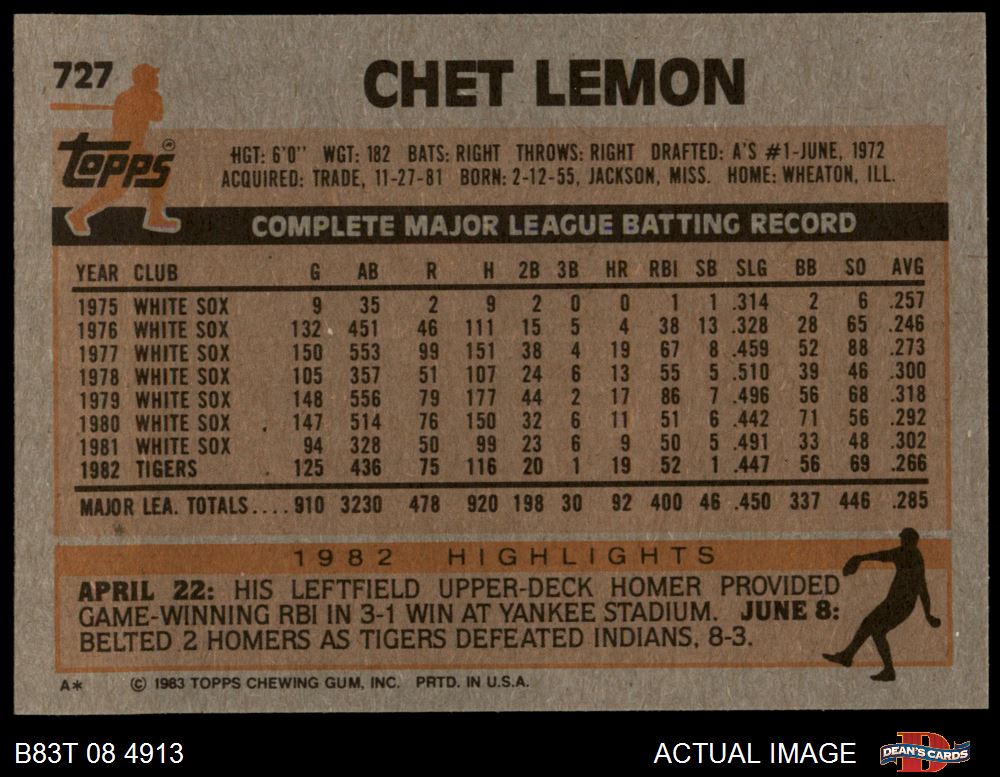 727
CHET LEMON
Topps®
HGT: 6'0" WGT: 182 BATS: RIGHT THROWS: RIGHT DRAFTED: A'S #1-JUNE, 1972
ACQUIRED: TRADE, 11-27-81 BORN: 2-12-55, JACKSON, MISS. HOME: WHEATON, ILL.
COMPLETE MAJOR LEAGUE BATTING RECORD
YEAR CLUB G AB R H 2B 3B HR RBI SB SLG BB SO AVG
1975 WHITE SOX 9 35 2 9 2 0 0 1 1 .314 2 6 .257
1976 WHITE SOX 132 451 46 111 15 5 4 38 13 .328 28 65 .246
1977 WHITE SOX 150 553 99 151 38 4 19 67 8 .459 52 88 .273
1978 WHITE SOX 105 357 51 107 24 6 13 55 5 .510 39 46 .300
1979 WHITE SOX 148 556 79 177 44 2 17 86 7 .496 56 68 .318
1980 WHITE SOX 147 514 76 150 32 6 11 51 6 .442 71 56 .292
1981 WHITE SOX 94 328 50 99 23 6 9 50 5 .491 33 48 .302
1982 TIGERS 125 436 75 116 20 1 19 52 1 .447 56 69 .266
MAJOR LEA. TOTALS....910 3230 478 920 198 30 92 400 46 .450 337 446 .285
1982 HIGHLIGHTS
APRIL 22: HIS LEFTFIELD UPPER-DECK HOMER PROVIDED
GAME-WINNING RBI IN 3-1 WIN AT YANKEE STADIUM. JUNE 8:
BELTED 2 HOMERS AS TIGERS DEFEATED INDIANS, 8-3.
A* © 1983 TOPPS CHEWING GUM, INC. PRTD. IN U.S.A.
B83T 08 4913 ACTUAL IMAGE DEAN'S CARDS